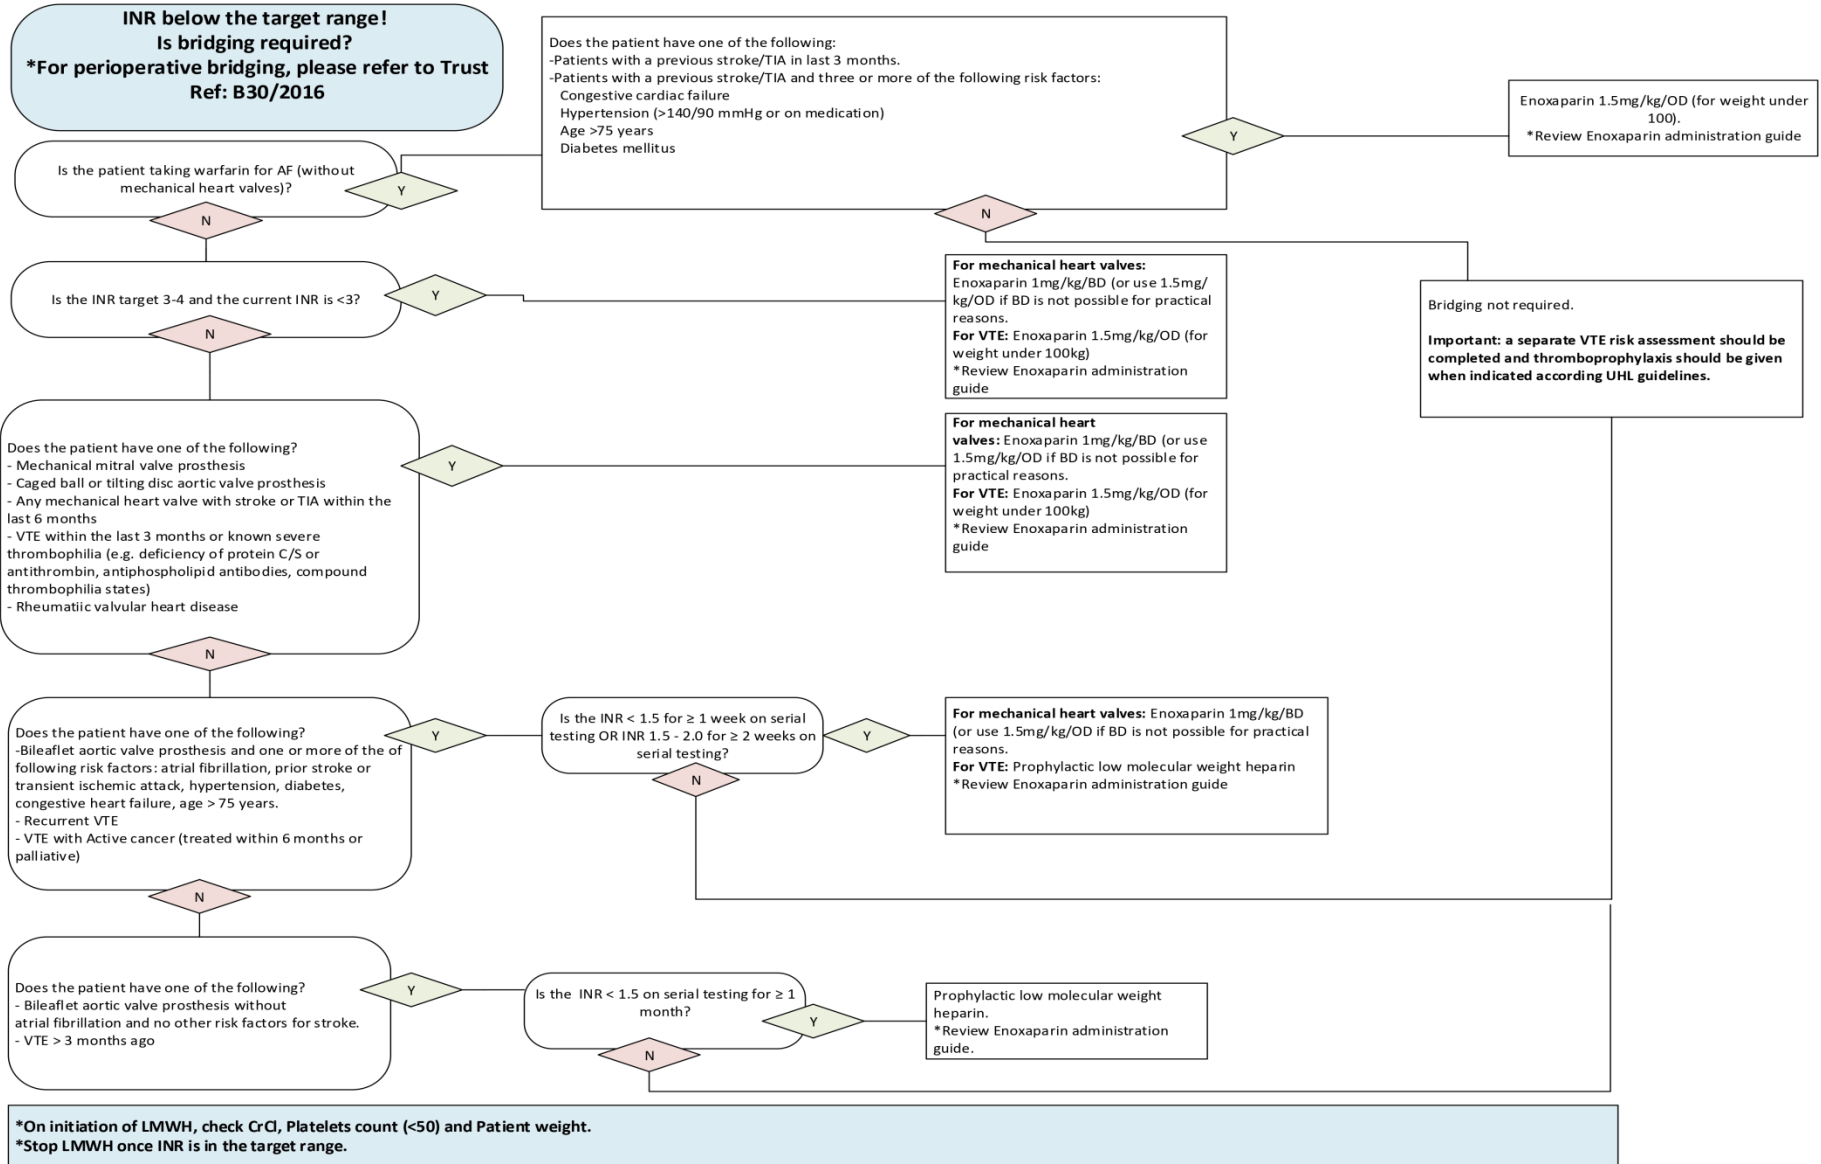 INR below the target range!
Is bridging required?
*For perioperative bridging, please refer to Trust
Ref: B30/2016
Does the patient have one of the following:
-Patients with a previous stroke/TIA in last 3 months.
-Patients with a previous stroke/TIA and three or more of the following risk factors:
Congestive cardiac failure
Hypertension (>140/90 mmHg or on medication)
Age >75 years
Diabetes mellitus
Y
Enoxaparin 1.5mg/kg/OD (for weight under
100).
*Review Enoxaparin administration guide
Is the patient taking warfarin for AF (without
mechanical heart valves)?
Y
N
N
Is the INR target 3-4 and the current INR is <3?
Y
N
For mechanical heart valves:
Enoxaparin 1mg/kg/BD (or use 1.5mg/
kg/OD if BD is not possible for practical
reasons.
For VTE: Enoxaparin 1.5mg/kg/OD (for
weight under 100kg)
*Review Enoxaparin administration
guide
Bridging not required.
Important: a separate VTE risk assessment should be
completed and thromboprophylaxis should be given
when indicated according UHL guidelines.
Does the patient have one of the following?
- Mechanical mitral valve prosthesis
- Caged ball or tilting disc aortic valve prosthesis
- Any mechanical heart valve with stroke or TIA within the
last 6 months
- VTE within the last 3 months or known severe
thrombophilia (e.g. deficiency of protein C/S or
antithrombin, antiphospholipid antibodies, compound
thrombophilia states)
- Rheumatiic valvular heart disease
Y
N
For mechanical heart
valves: Enoxaparin 1mg/kg/BD (or use
1.5mg/kg/OD if BD is not possible for
practical reasons.
For VTE: Enoxaparin 1.5mg/kg/OD (for
weight under 100kg)
*Review Enoxaparin administration
guide
Does the patient have one of the following?
-Bileaflet aortic valve prosthesis and one or more of the of
following risk factors: atrial fibrillation, prior stroke or
transient ischemic attack, hypertension, diabetes,
congestive heart failure, age > 75 years.
- Recurrent VTE
- VTE with Active cancer (treated within 6 months or
palliative)
Y
N
Is the INR < 1.5 for ≥ 1 week on serial
testing OR INR 1.5 - 2.0 for ≥ 2 weeks on
serial testing?
Y
N
For mechanical heart valves: Enoxaparin 1mg/kg/BD
(or use 1.5mg/kg/OD if BD is not possible for practical
reasons.
For VTE: Prophylactic low molecular weight heparin
*Review Enoxaparin administration guide
Does the patient have one of the following?
- Bileaflet aortic valve prosthesis without
atrial fibrillation and no other risk factors for stroke.
- VTE > 3 months ago
Y
Is the INR < 1.5 on serial testing for ≥ 1
month?
Y
N
Prophylactic low molecular weight
heparin.
*Review Enoxaparin administration
guide.
*On initiation of LMWH, check CrCl, Platelets count (<50) and Patient weight.
*Stop LMWH once INR is in the target range.